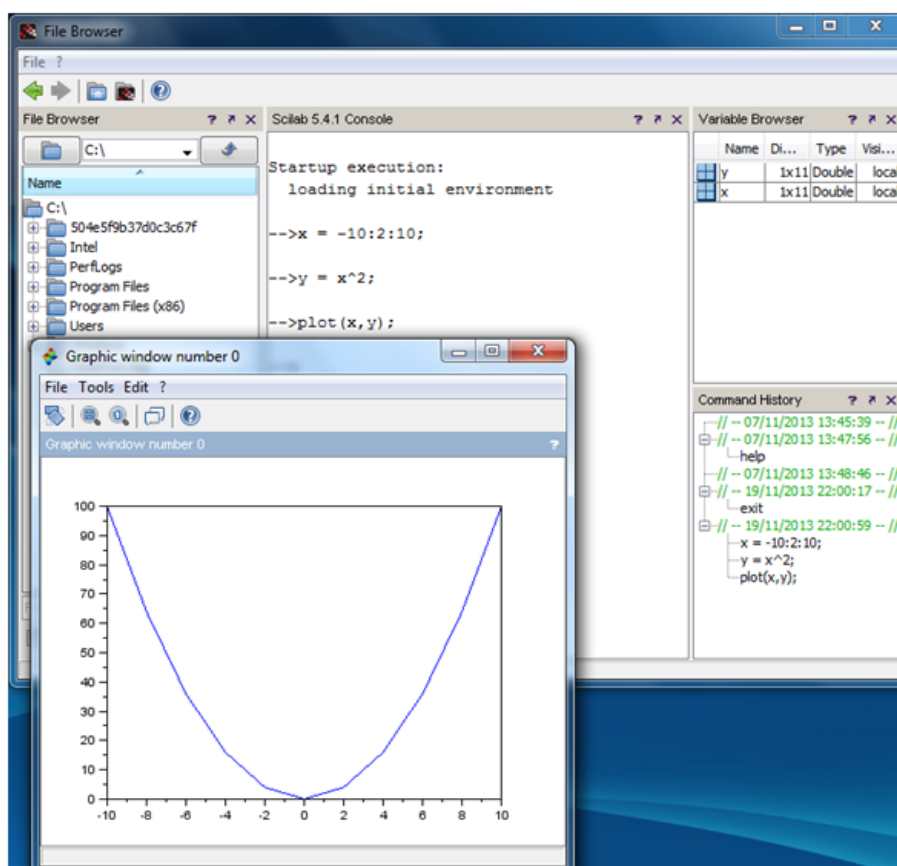 File Browser
File ?
File Browser
C:\
Name
C:\
504e5f9b37d0c3c67f
Intel
PerfLogs
Program Files
Program Files (x86)
Users
Scilab 5.4.1 Console
Startup execution:
loading initial environment
-->x = -10:2:10;
-->y = x^2;
-->plot(x,y);
Variable Browser
Name Di... Type Visi...
y 1x11 Double local
x 1x11 Double local
Command History
// -- 07/11/2013 13:45:39 -- //
// -- 07/11/2013 13:47:56 -- //
help
// -- 07/11/2013 13:48:46 -- //
// -- 19/11/2013 22:00:17 -- //
exit
// -- 19/11/2013 22:00:59 -- //
x = -10:2:10;
y = x^2;
plot(x,y);
Graphic window number 0
File Tools Edit ?
Graphic window number 0
100
90
80
70
60
50
40
30
20
10
0
-10 -8 -6 -4 -2 0 2 4 6 8 10